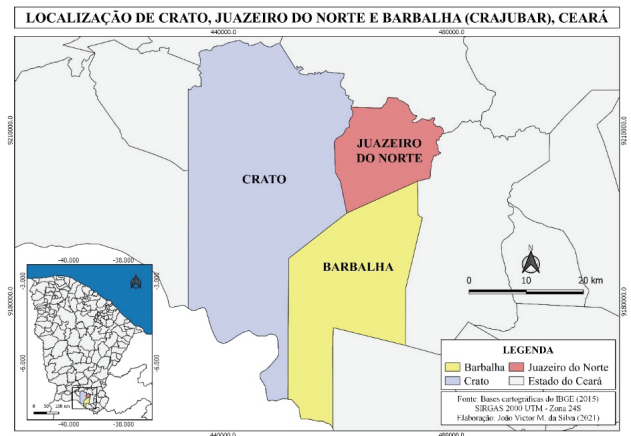 LOCALIZAÇÃO DE CRATO, JUAZEIRO DO NORTE E BARBALHA (CRAJUBAR), CEARÁ
440000.0 480000.0
9210000.0 9210000.0
JUAZEIRO
DO NORTE
CRATO
BARBALHA
N
0 10 20 km
9180000.0 9180000.0
-40.000 -38.000
-3.000 -3.000
-6.000 -6.000
0 50 100 km
-40.000 -38.000
LEGENDA
Barbalha Juazeiro do Norte
Crato Estado do Ceará
Fonte: Bases cartográficas do IBGE (2015)
SIRGAS 2000 UTM - Zona 24S
Elaboração: João Victor M. da Silva (2021)
440000.0 480000.0